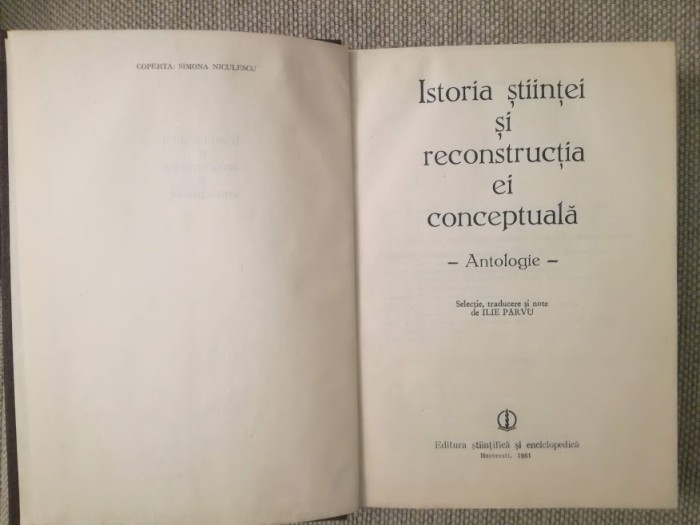 COPERTA: SIMONA NICULESCU
Istoria științei
și
reconstrucția
ei
conceptuală
— Antologie —
Selecție, traducere și note
de ILIE PÂRVU
Editura științifică și enciclopedică
București, 1981